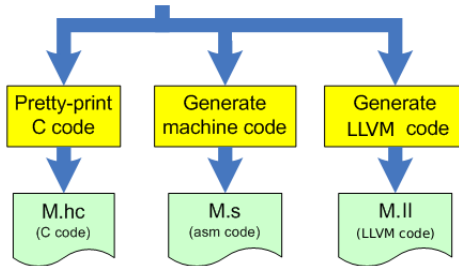 Pretty-print
C code
Generate
machine code
Generate
LLVM code
M.hc
(C code)
M.s
(asm code)
M.ll
(LLVM code)